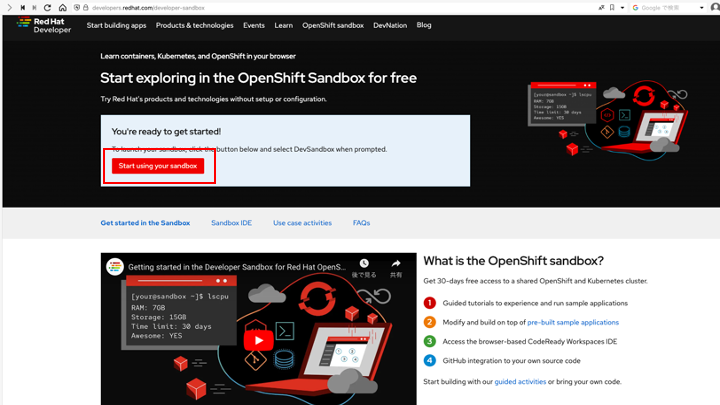 developers.redhat.com/developer-sandbox
Google で検索
Red Hat
Developer
Start building apps
Products & technologies
Events
Learn
OpenShift sandbox
DevNation
Blog
Learn containers, Kubernetes, and OpenShift in your browser
Start exploring in the OpenShift Sandbox for free
Try Red Hat's products and technologies without setup or configuration.
You're ready to get started!
To launch your sandbox, click the button below and select DevSandbox when prompted.
Start using your sandbox
[your@sandbox ~]$ lscpu
RAM: 7GB
Storage: 15GB
Time limit: 30 days
Awesome: YES
Get started in the Sandbox
Sandbox IDE
Use case activities
FAQs
Getting started in the Developer Sandbox for Red Hat OpenS...
後で見る
共有
[your@sandbox ~]$ lscpu
RAM: 7GB
Storage: 15GB
Time limit: 30 days
Awesome: YES
What is the OpenShift sandbox?
Get 30-days free access to a shared OpenShift and Kubernetes cluster.
1 Guided tutorials to experience and run sample applications
2 Modify and build on top of pre-built sample applications
3 Access the browser-based CodeReady Workspaces IDE
4 GitHub integration to your own source code
Start building with our guided activities or bring your own code.